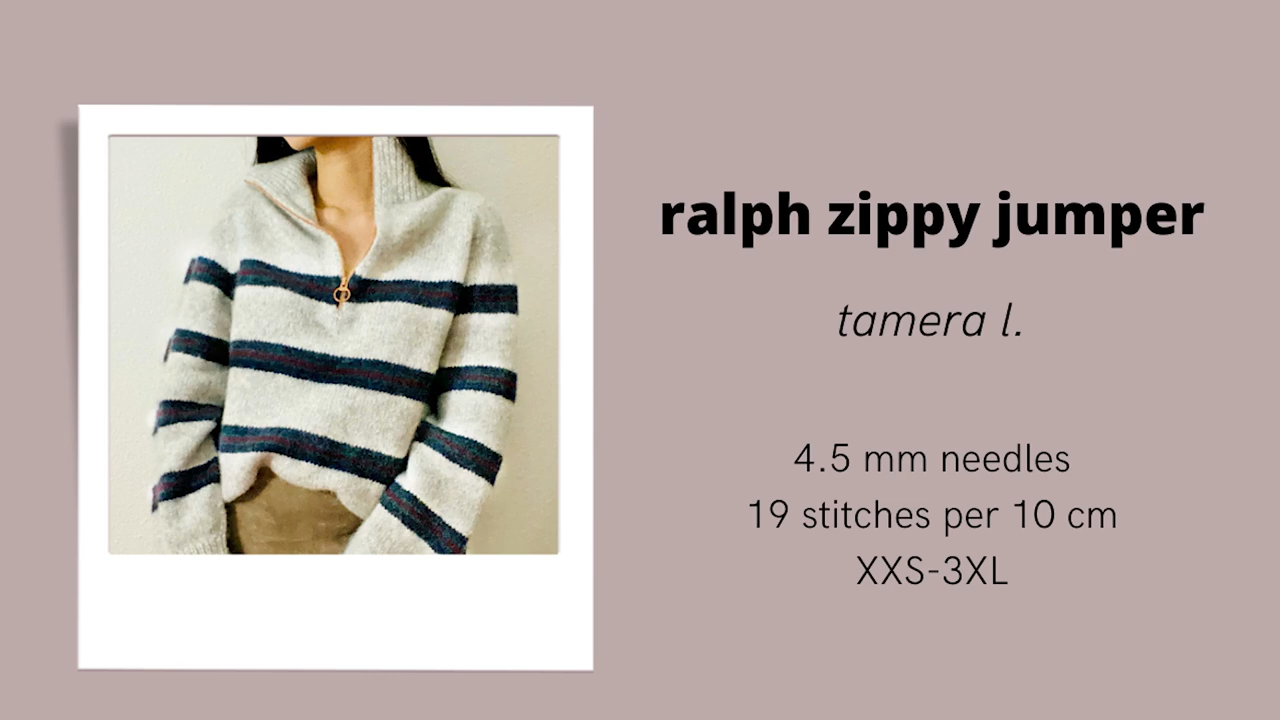 ralph zippy jumper
tamera l.
4.5 mm needles
19 stitches per 10 cm
XXS-3XL